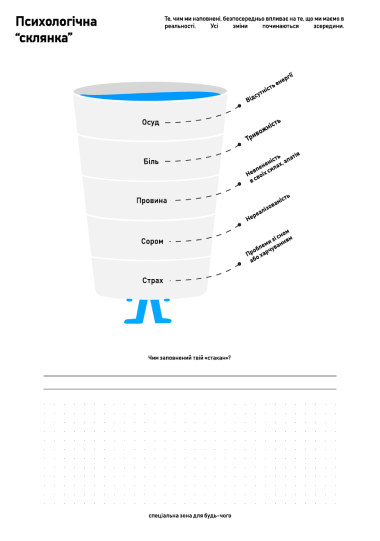 Психологічна
“склянка”
Те, чим ми наповнені, безпосередньо впливає на те, що ми маємо в
реальності. Усі зміни починаються зсередини.
Осуд
Відсутність енергії
Біль
Тривожність
Провина
Невпевненість
в своїх силах, апатія
Сором
Нереалізованість
Страх
Проблеми зі сном
або харчуванням
Чим заповнений твій «стакан»?
спеціальна зона для будь-чого